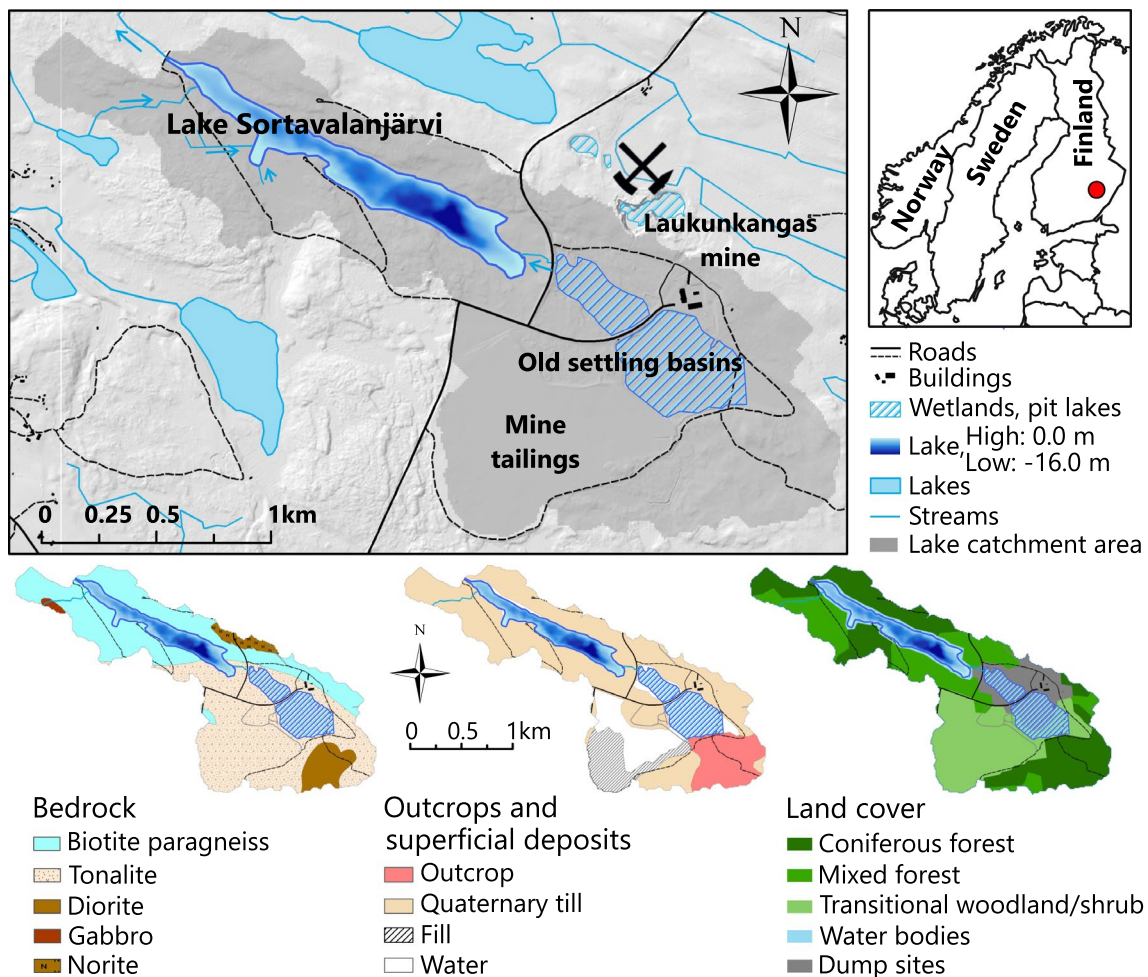 N
Lake Sortavalanjärvi
Laukunkangas
mine
Old settling basins
Mine
tailings
0 0.25 0.5 1km
Norway
Sweden
Finland
Roads
Buildings
Wetlands, pit lakes
Lake, High: 0.0 m
Low: -16.0 m
Lakes
Streams
Lake catchment area
N
0 0.5 1km
Bedrock
Biotite paragneiss
Tonalite
Diorite
Gabbro
N Norite
Outcrops and
superficial deposits
Outcrop
Quaternary till
Fill
Water
Land cover
Coniferous forest
Mixed forest
Transitional woodland/shrub
Water bodies
Dump sites